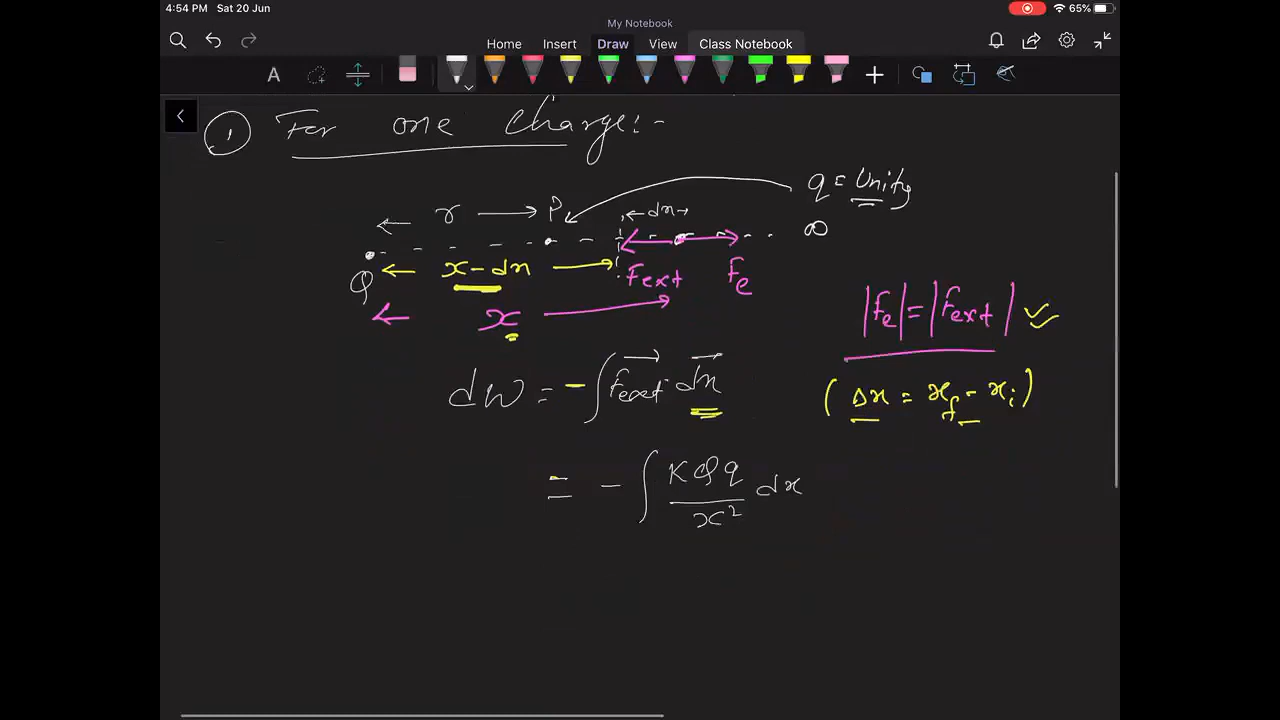 4:54 PM Sat 20 Jun
65%
My Notebook
Home Insert Draw View Class Notebook
A
① For one charge:-
q = Unity
r P dx ∞
Q x-dx Fext Fe
x
|Fe| = |Fext|
dW = -∫ Fext · dx
(Δx = xf - xi)
= -∫ KQq/x² dx